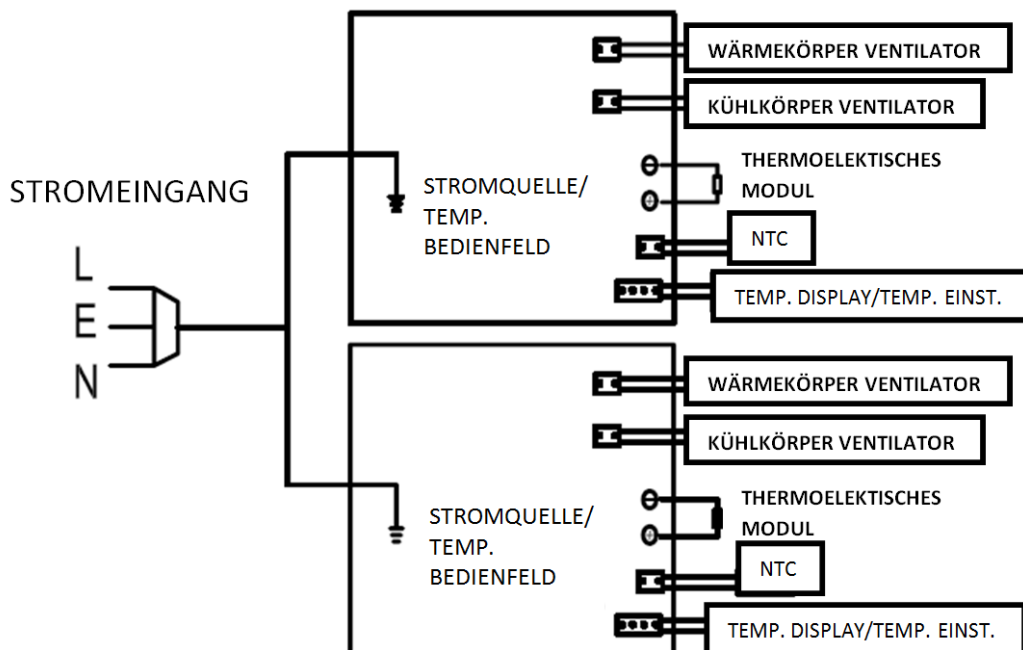 STROMEINGANG
L
E
N
STROMQUELLE/
TEMP.
BEDIENFELD
WÄRMEKÖRPER VENTILATOR
KÜHLKÖRPER VENTILATOR
THERMOELEKTISCHES
MODUL
NTC
TEMP. DISPLAY/TEMP. EINST.
STROMQUELLE/
TEMP.
BEDIENFELD
WÄRMEKÖRPER VENTILATOR
KÜHLKÖRPER VENTILATOR
THERMOELEKTISCHES
MODUL
NTC
TEMP. DISPLAY/TEMP. EINST.